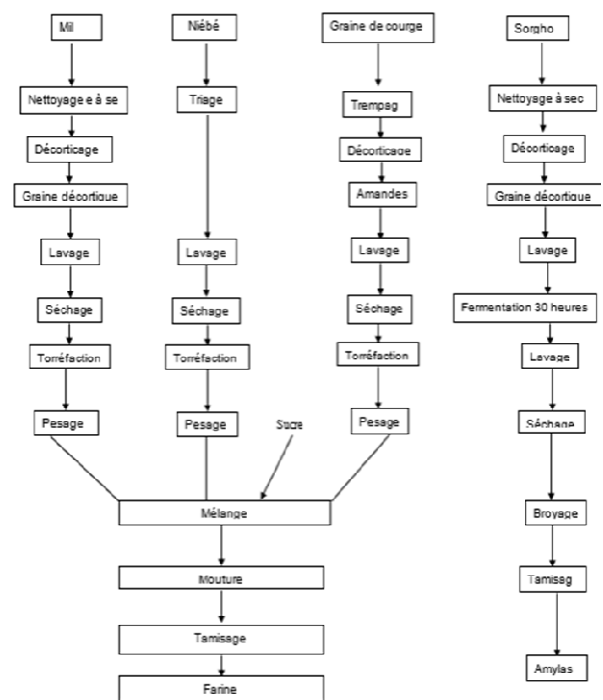 Mil
Niébé
Graine de courge
Sorgho
Nettoyage e à se
Triage
Trempag
Nettoyage à sec
Décorticage
Décorticage
Décorticage
Graine décortique
Amandes
Graine décortique
Lavage
Lavage
Lavage
Lavage
Séchage
Séchage
Séchage
Fermentation 30 heures
Torréfaction
Torréfaction
Torréfaction
Lavage
Pesage
Pesage
Sucre
Pesage
Séchage
Mélange
Broyage
Mouture
Tamisag
Tamisage
Amylas
Farine